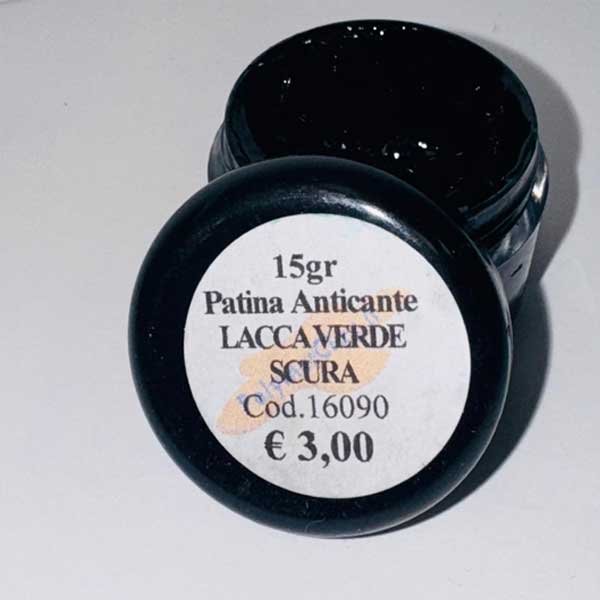 15gr
Patina Anticante
LACCA VERDE
SCURA
Cod.16090
€ 3,00